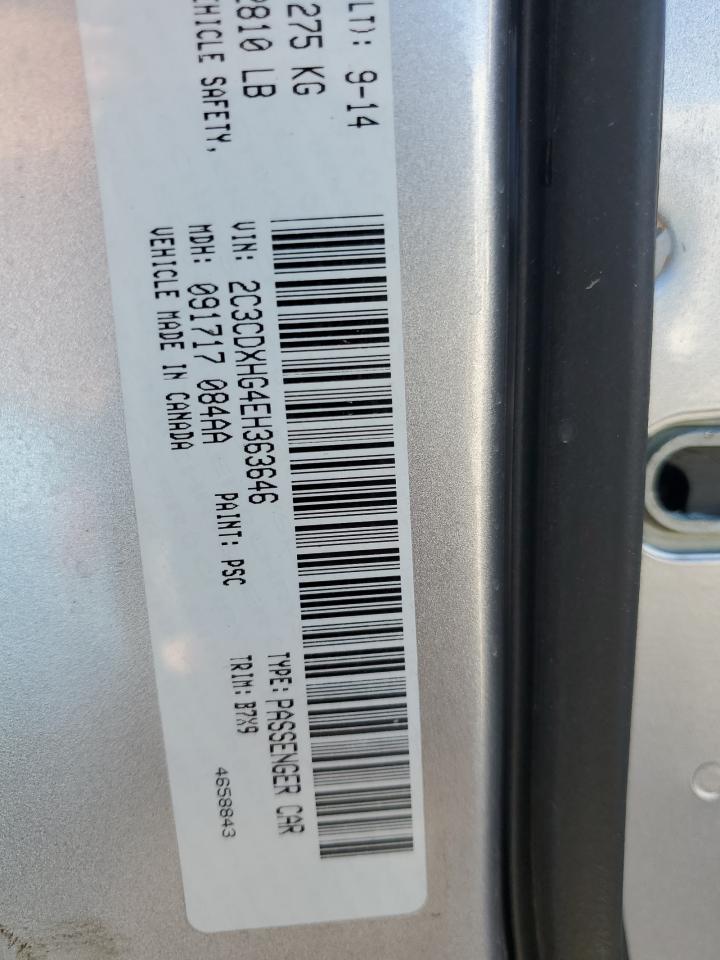 LT): 9-14
275 KG
2810 LB
EHICLE SAFETY,
VIN: 2C3CDXHG4EH363646
TYPE: PASSENGER CAR
MDH: 091717 084AA
PAINT: PSC
TRIM: B7X9
VEHICLE MADE IN CANADA
4658843